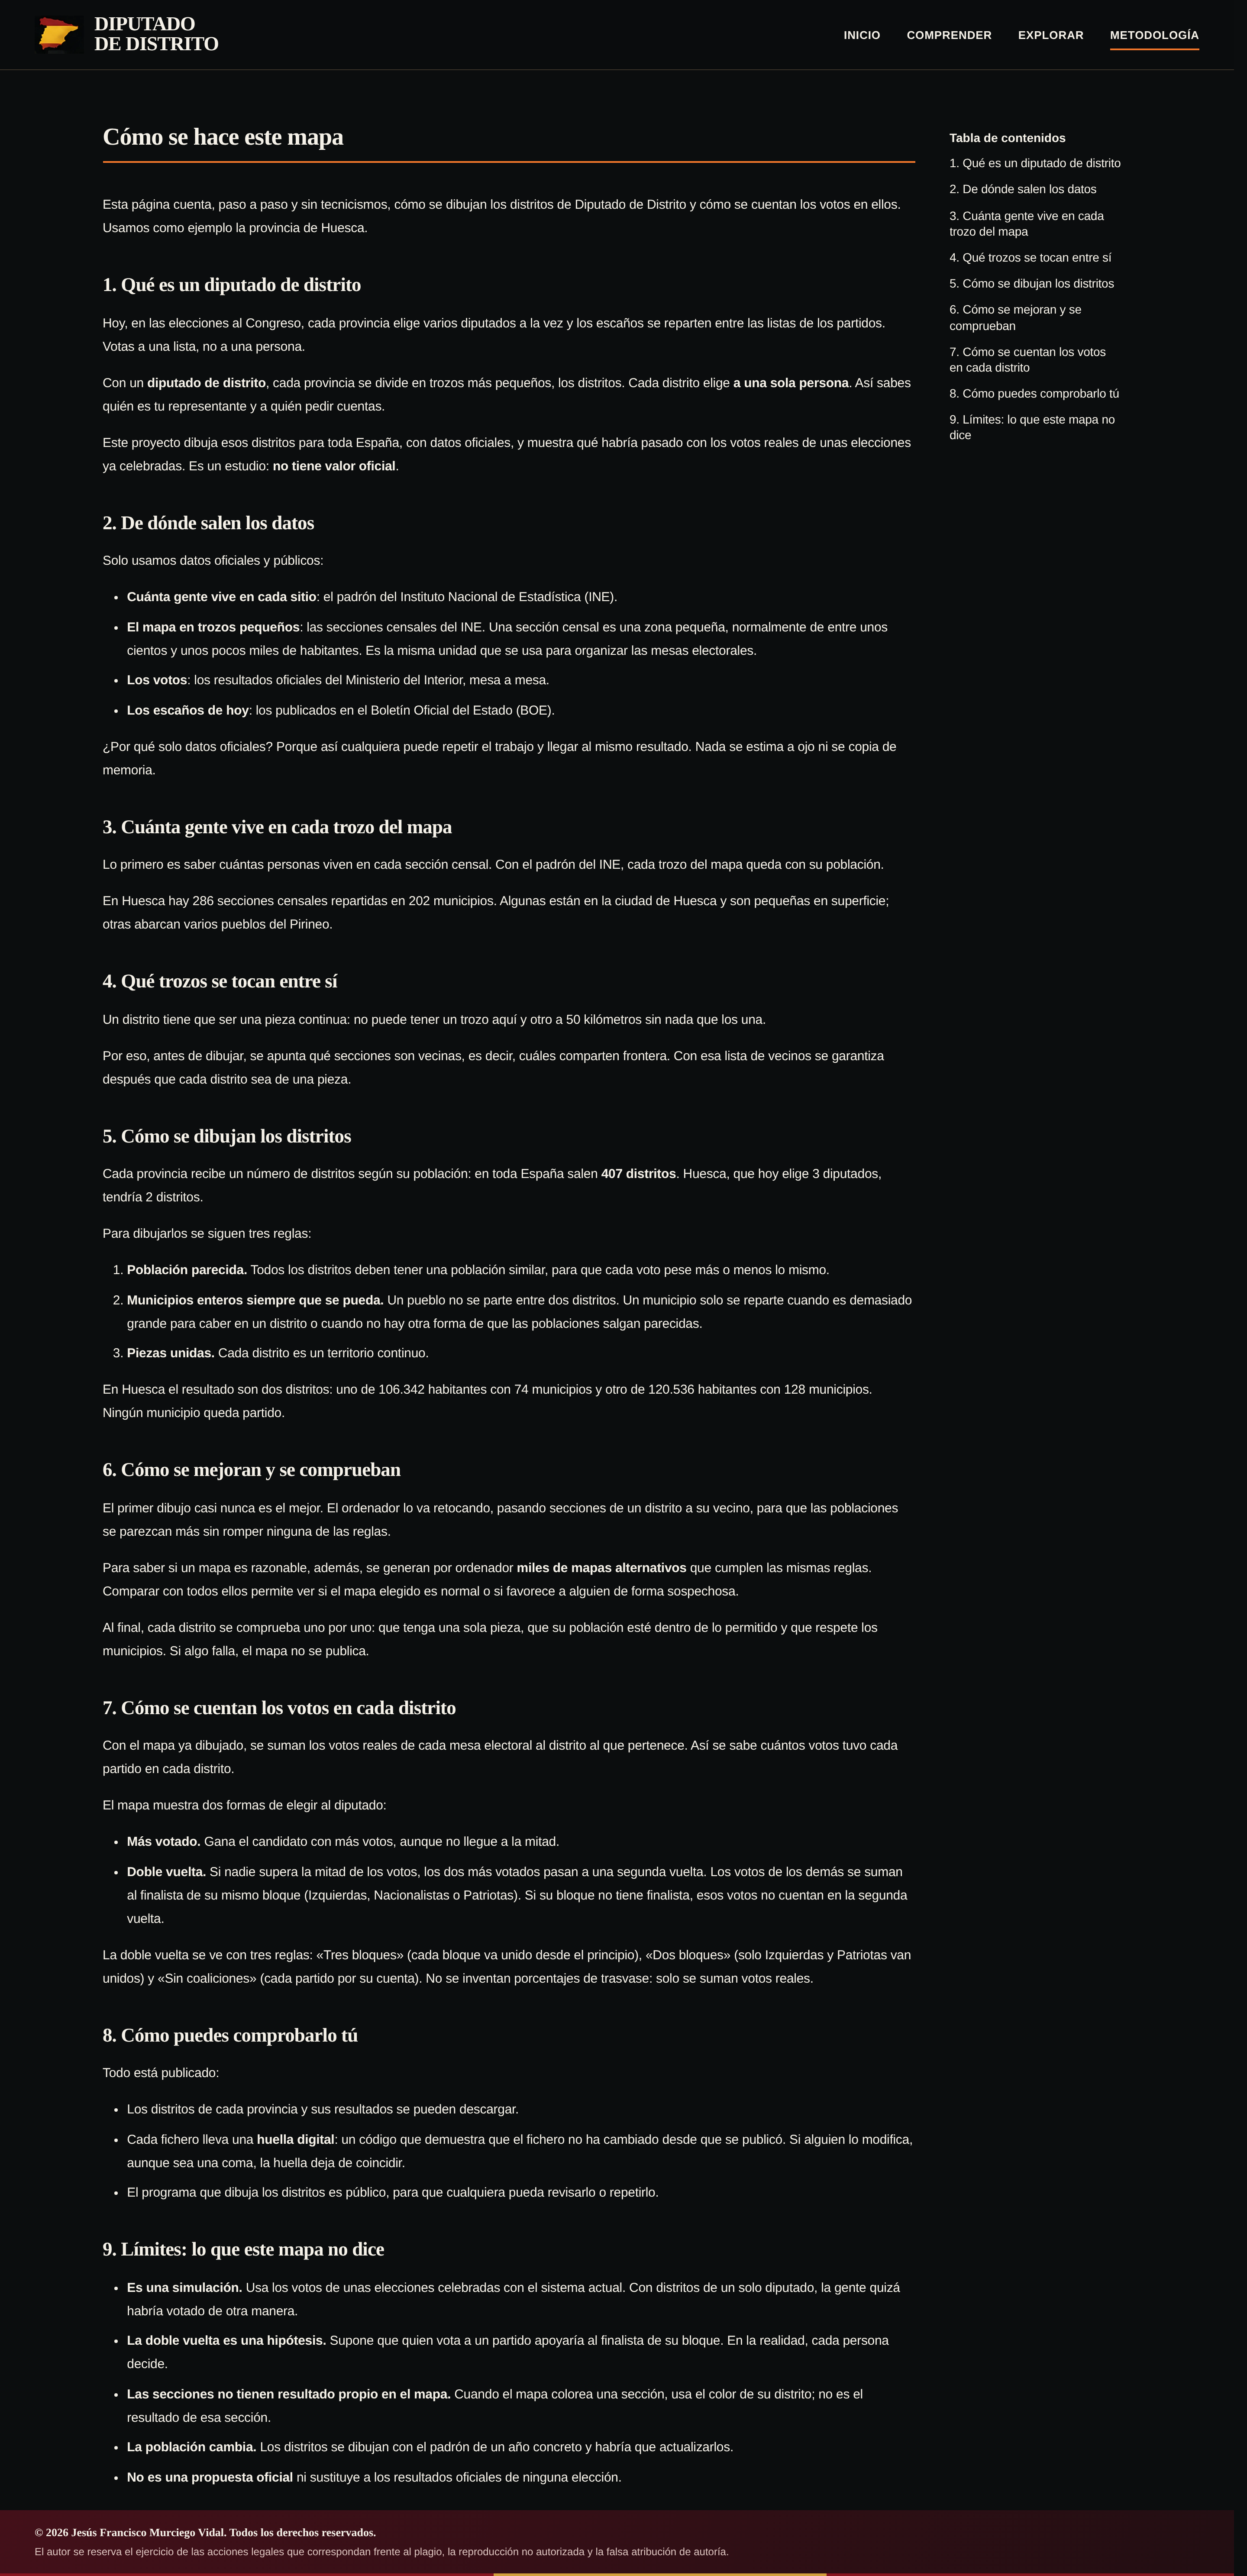 DIPUTADO
DE DISTRITO
INICIO COMPRENDER EXPLORAR METODOLOGÍA
Cómo se hace este mapa
Esta página cuenta, paso a paso y sin tecnicismos, cómo se dibujan los distritos de Diputado de Distrito y cómo se cuentan los votos en ellos.
Usamos como ejemplo la provincia de Huesca.
1. Qué es un diputado de distrito
Hoy, en las elecciones al Congreso, cada provincia elige varios diputados a la vez y los escaños se reparten entre las listas de los partidos.
Votas a una lista, no a una persona.
Con un diputado de distrito, cada provincia se divide en trozos más pequeños, los distritos. Cada distrito elige a una sola persona. Así sabes
quién es tu representante y a quién pedir cuentas.
Este proyecto dibuja esos distritos para toda España, con datos oficiales, y muestra qué habría pasado con los votos reales de unas elecciones
ya celebradas. Es un estudio: no tiene valor oficial.
2. De dónde salen los datos
Solo usamos datos oficiales y públicos:
• Cuánta gente vive en cada sitio: el padrón del Instituto Nacional de Estadística (INE).
• El mapa en trozos pequeños: las secciones censales del INE. Una sección censal es una zona pequeña, normalmente de entre unos
cientos y unos pocos miles de habitantes. Es la misma unidad que se usa para organizar las mesas electorales.
• Los votos: los resultados oficiales del Ministerio del Interior, mesa a mesa.
• Los escaños de hoy: los publicados en el Boletín Oficial del Estado (BOE).
¿Por qué solo datos oficiales? Porque así cualquiera puede repetir el trabajo y llegar al mismo resultado. Nada se estima a ojo ni se copia de
memoria.
3. Cuánta gente vive en cada trozo del mapa
Lo primero es saber cuántas personas viven en cada sección censal. Con el padrón del INE, cada trozo del mapa queda con su población.
En Huesca hay 286 secciones censales repartidas en 202 municipios. Algunas están en la ciudad de Huesca y son pequeñas en superficie;
otras abarcan varios pueblos del Pirineo.
4. Qué trozos se tocan entre sí
Un distrito tiene que ser una pieza continua: no puede tener un trozo aquí y otro a 50 kilómetros sin nada que los una.
Por eso, antes de dibujar, se apunta qué secciones son vecinas, es decir, cuáles comparten frontera. Con esa lista de vecinos se garantiza
después que cada distrito sea de una pieza.
5. Cómo se dibujan los distritos
Cada provincia recibe un número de distritos según su población: en toda España salen 407 distritos. Huesca, que hoy elige 3 diputados,
tendría 2 distritos.
Para dibujarlos se siguen tres reglas:
1. Población parecida. Todos los distritos deben tener una población similar, para que cada voto pese más o menos lo mismo.
2. Municipios enteros siempre que se pueda. Un pueblo no se parte entre dos distritos. Un municipio solo se reparte cuando es demasiado
grande para caber en un distrito o cuando no hay otra forma de que las poblaciones salgan parecidas.
3. Piezas unidas. Cada distrito es un territorio continuo.
En Huesca el resultado son dos distritos: uno de 106.342 habitantes con 74 municipios y otro de 120.536 habitantes con 128 municipios.
Ningún municipio queda partido.
6. Cómo se mejoran y se comprueban
El primer dibujo casi nunca es el mejor. El ordenador lo va retocando, pasando secciones de un distrito a su vecino, para que las poblaciones
se parezcan más sin romper ninguna de las reglas.
Para saber si un mapa es razonable, además, se generan por ordenador miles de mapas alternativos que cumplen las mismas reglas.
Comparar con todos ellos permite ver si el mapa elegido es normal o si favorece a alguien de forma sospechosa.
Al final, cada distrito se comprueba uno por uno: que tenga una sola pieza, que su población esté dentro de lo permitido y que respete los
municipios. Si algo falla, el mapa no se publica.
7. Cómo se cuentan los votos en cada distrito
Con el mapa ya dibujado, se suman los votos reales de cada mesa electoral al distrito al que pertenece. Así se sabe cuántos votos tuvo cada
partido en cada distrito.
El mapa muestra dos formas de elegir al diputado:
• Más votado. Gana el candidato con más votos, aunque no llegue a la mitad.
• Doble vuelta. Si nadie supera la mitad de los votos, los dos más votados pasan a una segunda vuelta. Los votos de los demás se suman
al finalista de su mismo bloque (Izquierdas, Nacionalistas o Patriotas). Si su bloque no tiene finalista, esos votos no cuentan en la segunda
vuelta.
La doble vuelta se ve con tres reglas: «Tres bloques» (cada bloque va unido desde el principio), «Dos bloques» (solo Izquierdas y Patriotas van
unidos) y «Sin coaliciones» (cada partido por su cuenta). No se inventan porcentajes de trasvase: solo se suman votos reales.
8. Cómo puedes comprobarlo tú
Todo está publicado:
• Los distritos de cada provincia y sus resultados se pueden descargar.
• Cada fichero lleva una huella digital: un código que demuestra que el fichero no ha cambiado desde que se publicó. Si alguien lo modifica,
aunque sea una coma, la huella deja de coincidir.
• El programa que dibuja los distritos es público, para que cualquiera pueda revisarlo o repetirlo.
9. Límites: lo que este mapa no dice
• Es una simulación. Usa los votos de unas elecciones celebradas con el sistema actual. Con distritos de un solo diputado, la gente quizá
habría votado de otra manera.
• La doble vuelta es una hipótesis. Supone que quien vota a un partido apoyaría al finalista de su bloque. En la realidad, cada persona
decide.
• Las secciones no tienen resultado propio en el mapa. Cuando el mapa colorea una sección, usa el color de su distrito; no es el
resultado de esa sección.
• La población cambia. Los distritos se dibujan con el padrón de un año concreto y habría que actualizarlos.
• No es una propuesta oficial ni sustituye a los resultados oficiales de ninguna elección.
Tabla de contenidos
1. Qué es un diputado de distrito
2. De dónde salen los datos
3. Cuánta gente vive en cada
trozo del mapa
4. Qué trozos se tocan entre sí
5. Cómo se dibujan los distritos
6. Cómo se mejoran y se
comprueban
7. Cómo se cuentan los votos
en cada distrito
8. Cómo puedes comprobarlo tú
9. Límites: lo que este mapa no
dice
© 2026 Jesús Francisco Murciego Vidal. Todos los derechos reservados.
El autor se reserva el ejercicio de las acciones legales que correspondan frente al plagio, la reproducción no autorizada y la falsa atribución de autoría.